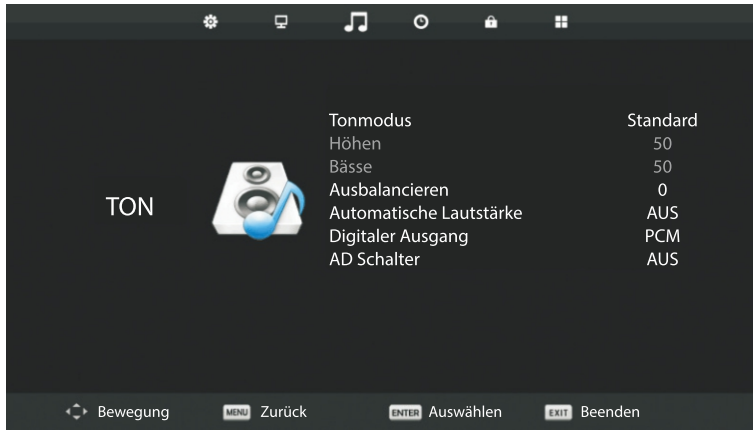 TON
Tonmodus Standard
Höhen 50
Bässe 50
Ausbalancieren 0
Automatische Lautstärke AUS
Digitaler Ausgang PCM
AD Schalter AUS
Bewegung MENU Zurück ENTER Auswählen EXIT Beenden